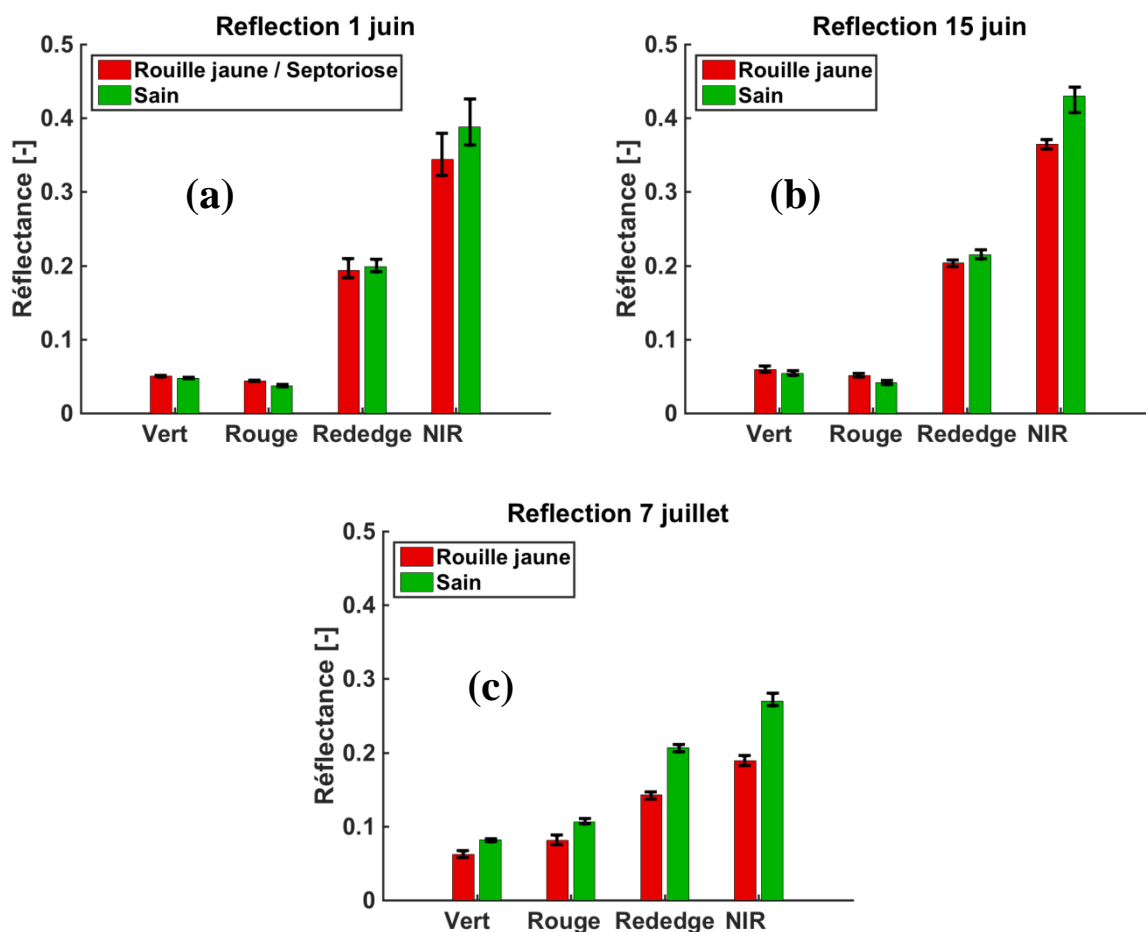 Reflection 1 juin
0.5
0.4
0.3
0.2
0.1
0
Réflectance [-]
Rouille jaune / Septoriose
Sain
(a)
Vert Rouge Rededge NIR
Reflection 15 juin
0.5
0.4
0.3
0.2
0.1
0
Réflectance [-]
Rouille jaune
Sain
(b)
Vert Rouge Rededge NIR
Reflection 7 juillet
0.5
0.4
0.3
0.2
0.1
0
Réflectance [-]
Rouille jaune
Sain
(c)
Vert Rouge Rededge NIR